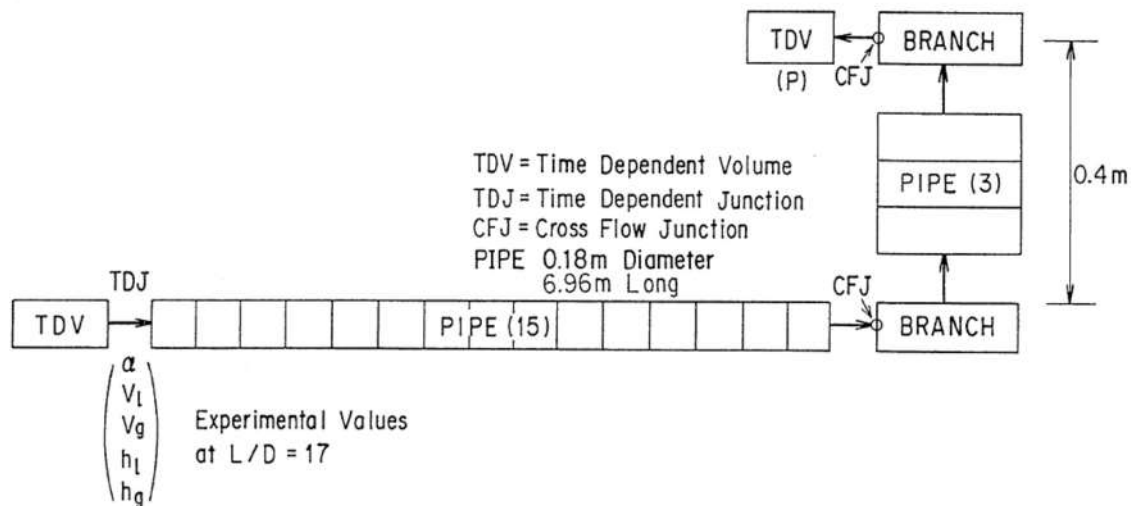 TDV
BRANCH
(P)
CFJ
TDV = Time Dependent Volume
TDJ = Time Dependent Junction
CFJ = Cross Flow Junction
PIPE 0.18m Diameter
6.96m Long
PIPE (3)
0.4m
TDJ
CFJ
TDV
PIPE (15)
BRANCH
α
Vl
Vg
hl
hg
Experimental Values
at L/D = 17